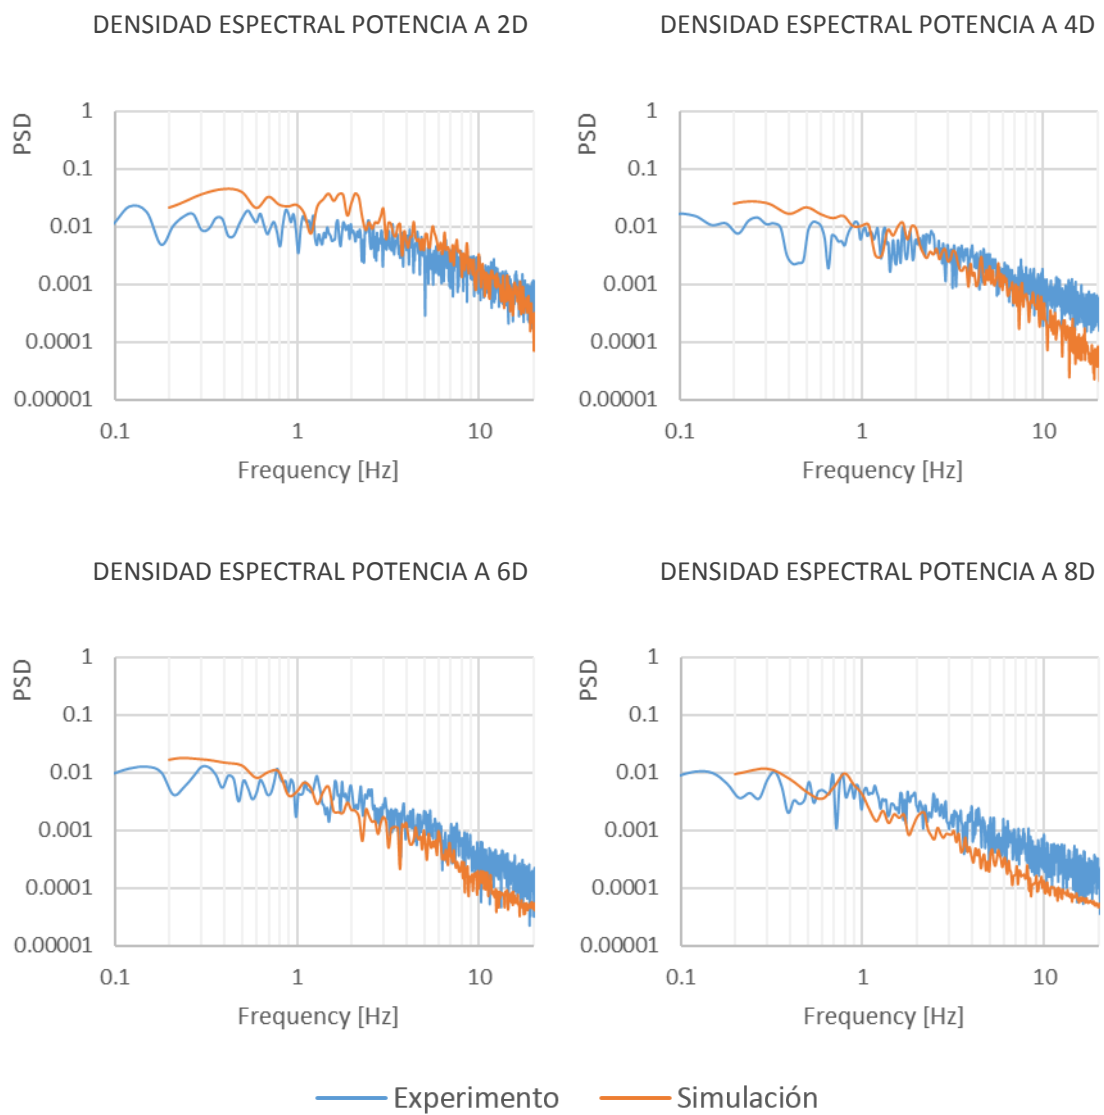 DENSIDAD ESPECTRAL POTENCIA A 2D
PSD
1
0.1
0.01
0.001
0.0001
0.00001
0.1 1 10
Frequency [Hz]
DENSIDAD ESPECTRAL POTENCIA A 4D
PSD
1
0.1
0.01
0.001
0.0001
0.00001
0.1 1 10
Frequency [Hz]
DENSIDAD ESPECTRAL POTENCIA A 6D
PSD
1
0.1
0.01
0.001
0.0001
0.00001
0.1 1 10
Frequency [Hz]
DENSIDAD ESPECTRAL POTENCIA A 8D
PSD
1
0.1
0.01
0.001
0.0001
0.00001
0.1 1 10
Frequency [Hz]
Experimento Simulación